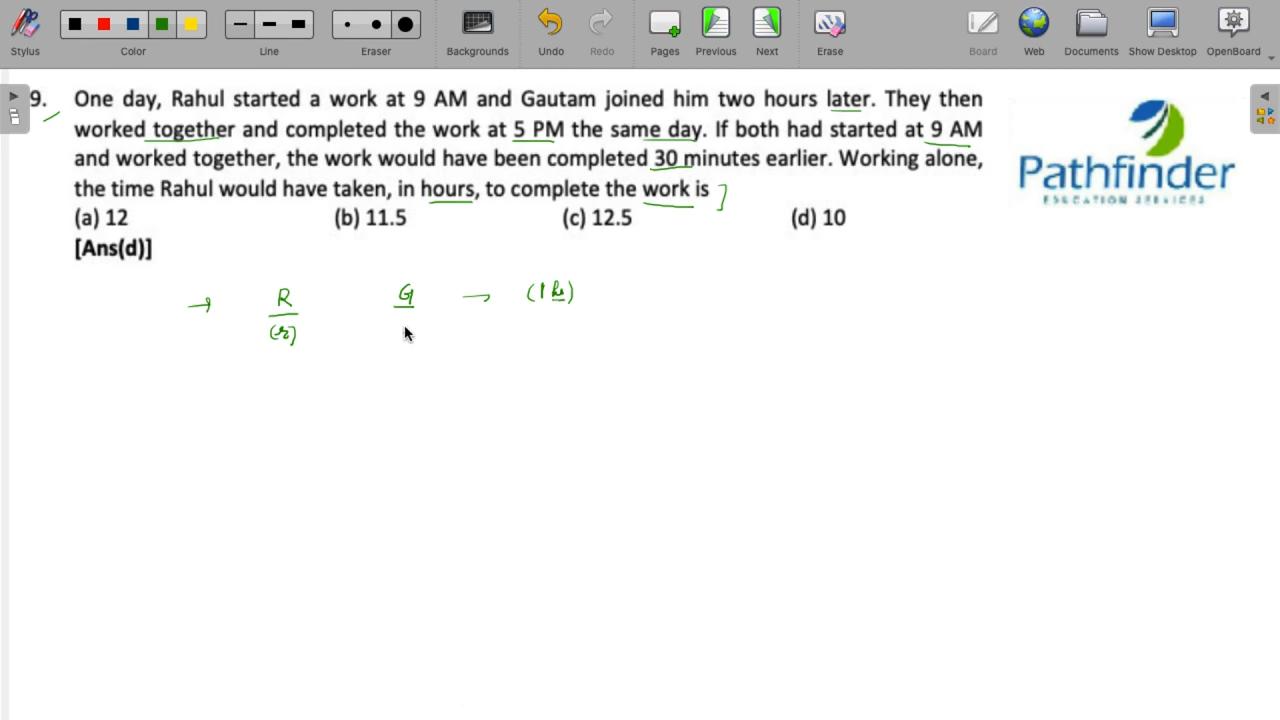 Stylus
Color
Line
Eraser
Backgrounds
Undo
Redo
Pages
Previous
Next
Erase
Board
Web
Documents
Show Desktop
OpenBoard
9. One day, Rahul started a work at 9 AM and Gautam joined him two hours later. They then
worked together and completed the work at 5 PM the same day. If both had started at 9 AM
and worked together, the work would have been completed 30 minutes earlier. Working alone,
the time Rahul would have taken, in hours, to complete the work is ]
(a) 12 (b) 11.5 (c) 12.5 (d) 10
[Ans(d)]
Pathfinder
EDUCATION SERVICES
→ R G → (1 hr)
(r)